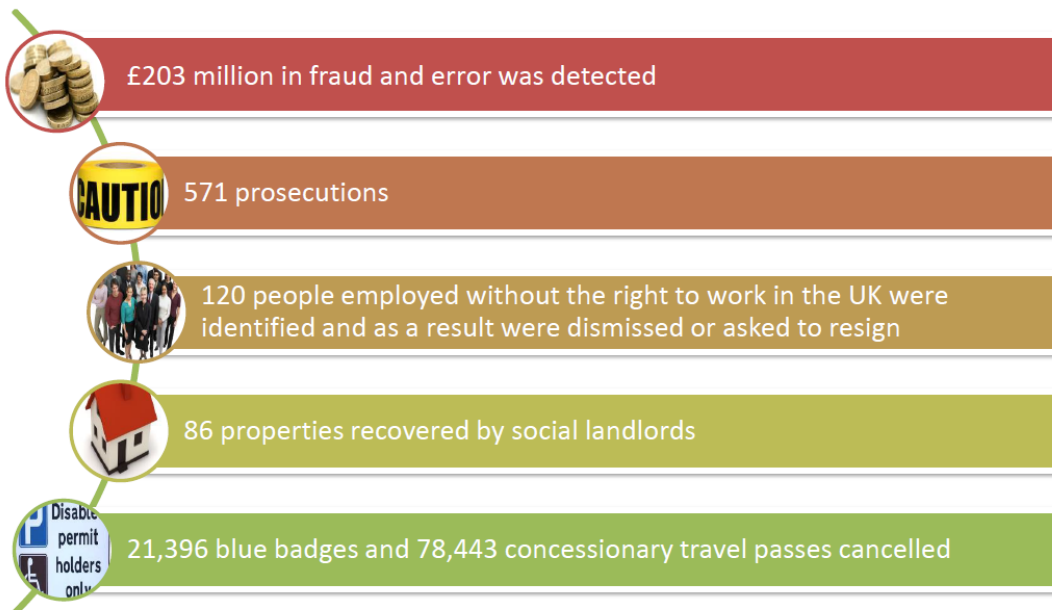 £203 million in fraud and error was detected
CAUTIO
571 prosecutions
120 people employed without the right to work in the UK were
identified and as a result were dismissed or asked to resign
86 properties recovered by social landlords
P
Disable
permit
holders
only
21,396 blue badges and 78,443 concessionary travel passes cancelled